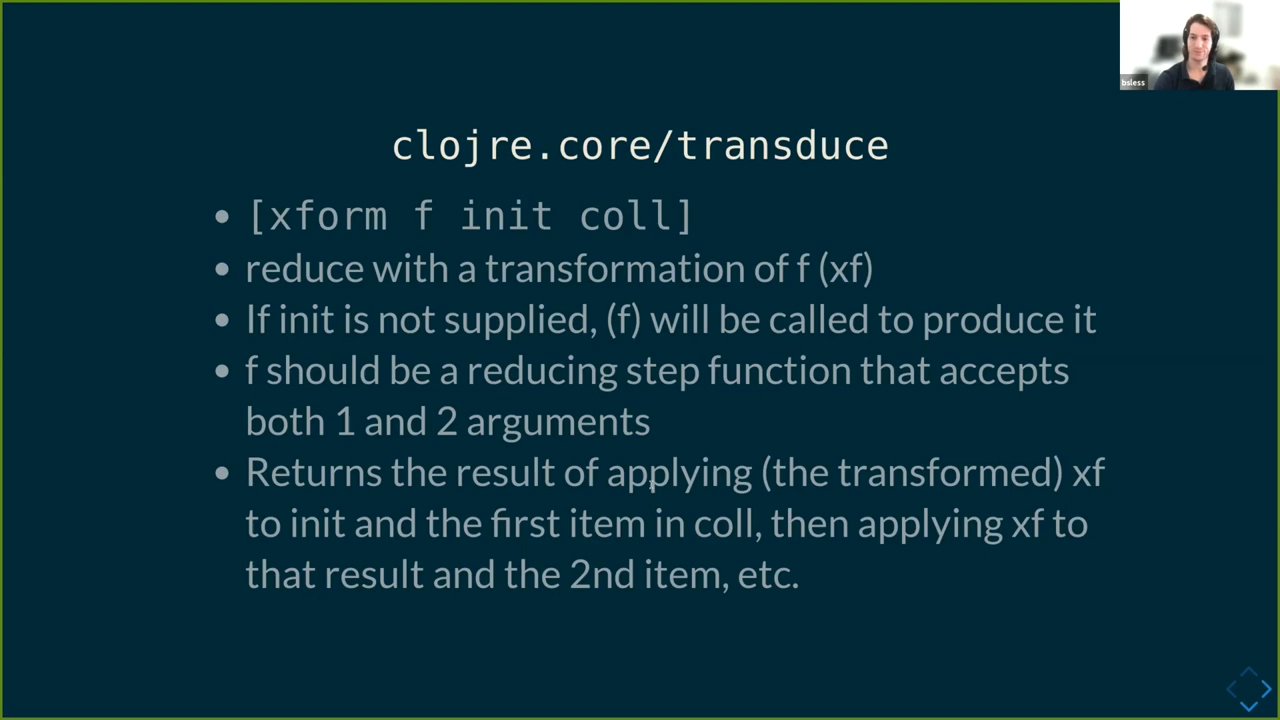 bsless
clojre.core/transduce
• [xform f init coll]
• reduce with a transformation of f (xf)
• If init is not supplied, (f) will be called to produce it
• f should be a reducing step function that accepts
both 1 and 2 arguments
• Returns the result of applying (the transformed) xf
to init and the first item in coll, then applying xf to
that result and the 2nd item, etc.